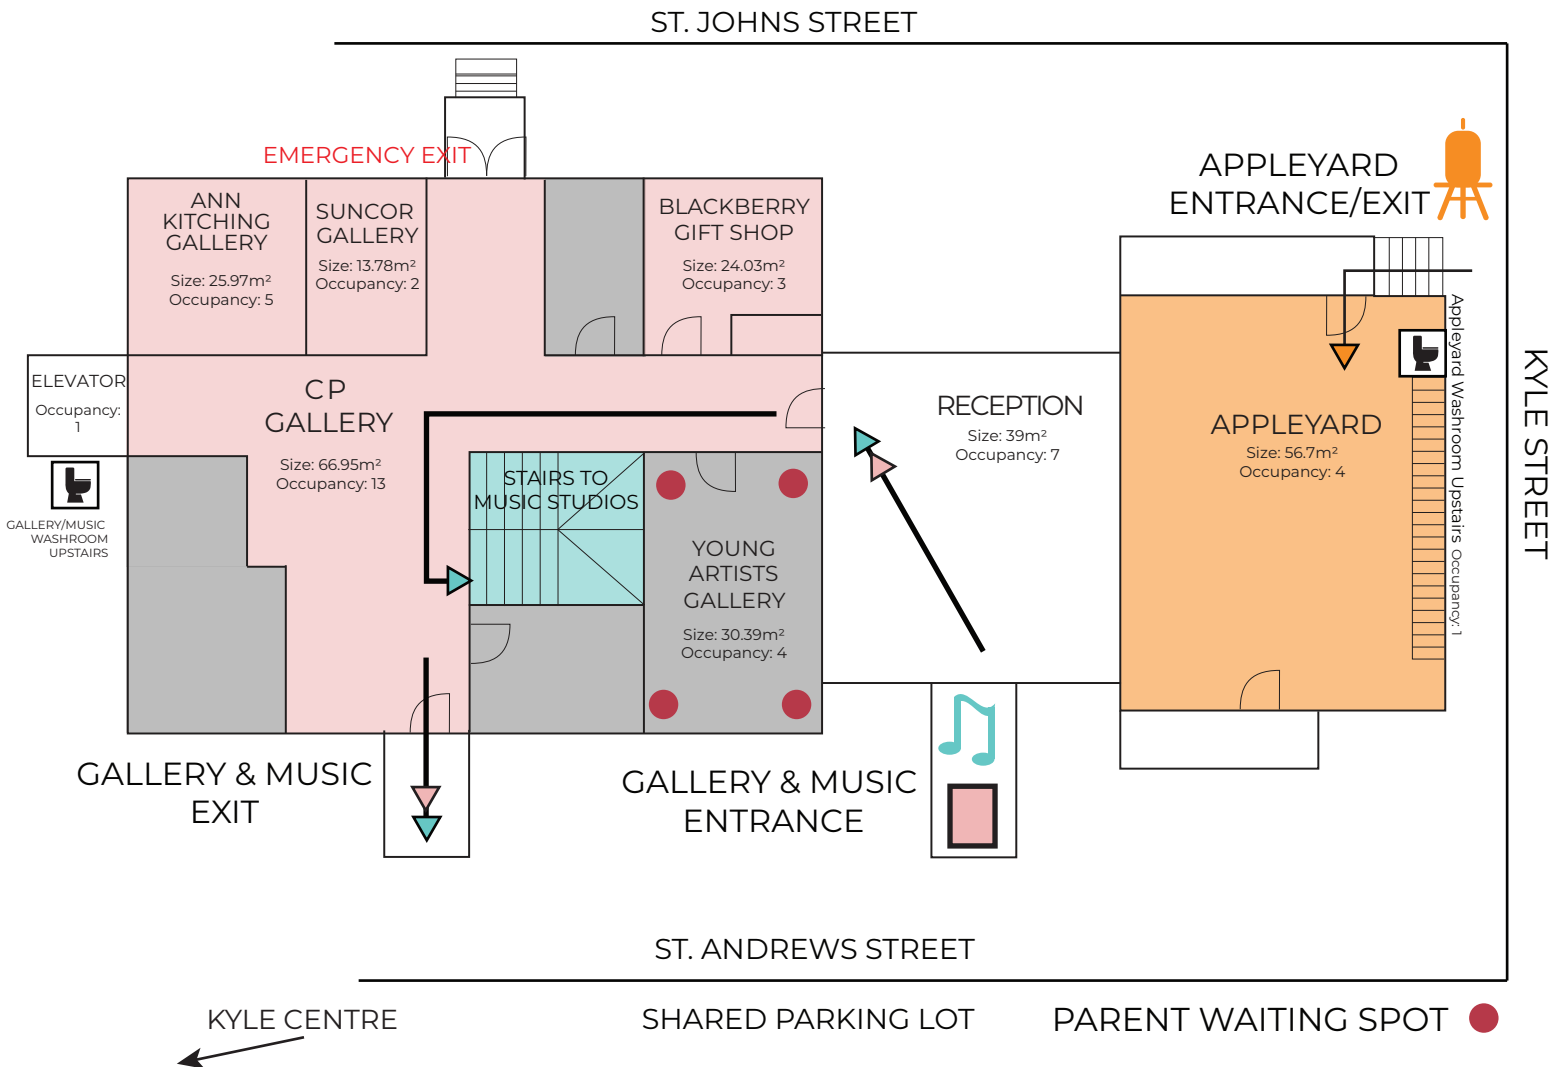 ST. JOHNS STREET
EMERGENCY EXIT
APPLEYARD
ENTRANCE/EXIT
ANN
KITCHING
GALLERY
Size: 25.97m²
Occupancy: 5
SUNCOR
GALLERY
Size: 13.78m²
Occupancy: 2
BLACKBERRY
GIFT SHOP
Size: 24.03m²
Occupancy: 3
ELEVATOR
Occupancy:
1
CP
GALLERY
Size: 66.95m²
Occupancy: 13
RECEPTION
Size: 39m²
Occupancy: 7
APPLEYARD
Size: 56.7m²
Occupancy: 4
Appleyard Washroom Upstairs Occupancy: 1
KYLE STREET
GALLERY/MUSIC
WASHROOM
UPSTAIRS
STAIRS TO
MUSIC STUDIOS
YOUNG
ARTISTS
GALLERY
Size: 30.39m²
Occupancy: 4
GALLERY & MUSIC
EXIT
GALLERY & MUSIC
ENTRANCE
ST. ANDREWS STREET
KYLE CENTRE
SHARED PARKING LOT
PARENT WAITING SPOT